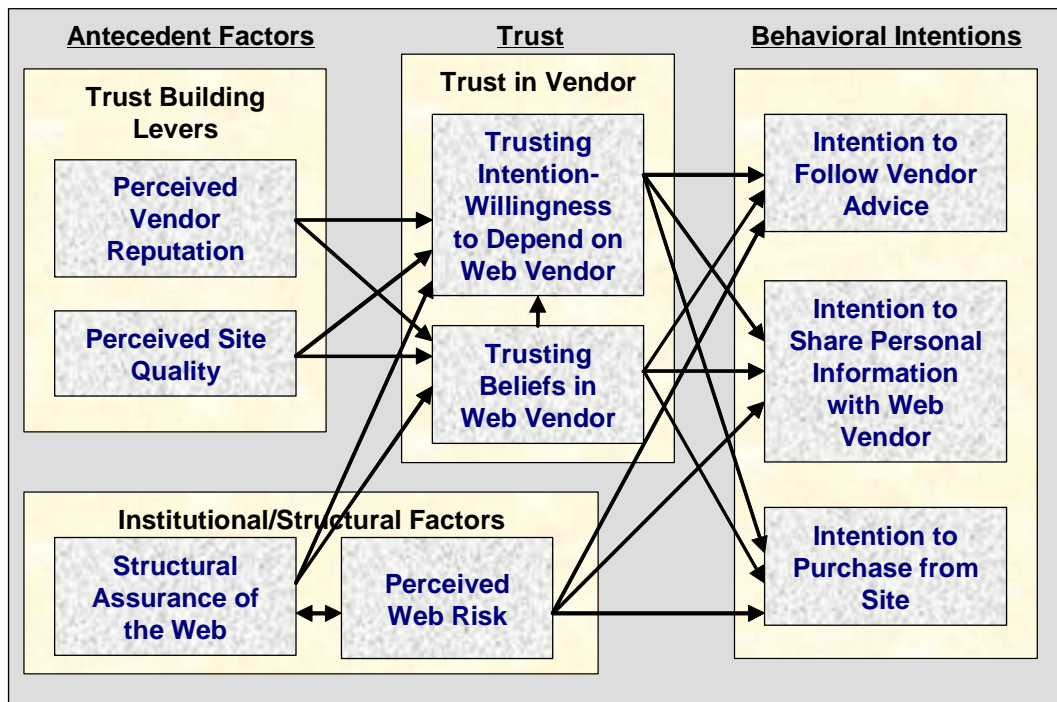 Antecedent Factors
Trust
Behavioral Intentions
Trust Building
Levers
Perceived
Vendor
Reputation
Perceived Site
Quality
Trust in Vendor
Trusting
Intention-
Willingness
to Depend on
Web Vendor
Trusting
Beliefs in
Web Vendor
Intention to
Follow Vendor
Advice
Intention to
Share Personal
Information
with Web
Vendor
Intention to
Purchase from
Site
Institutional/Structural Factors
Structural
Assurance of
the Web
Perceived
Web Risk